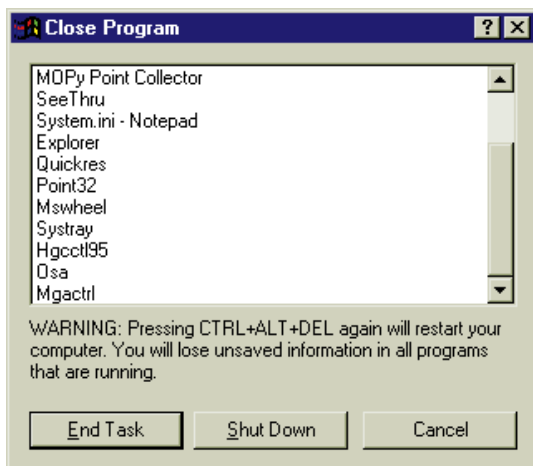 Close Program
MOPy Point Collector
SeeThru
System.ini - Notepad
Explorer
Quickres
Point32
Mswheel
Systray
Hgcctl95
Osa
Mgactrl
WARNING: Pressing CTRL+ALT+DEL again will restart your
computer. You will lose unsaved information in all programs
that are running.
End Task Shut Down Cancel